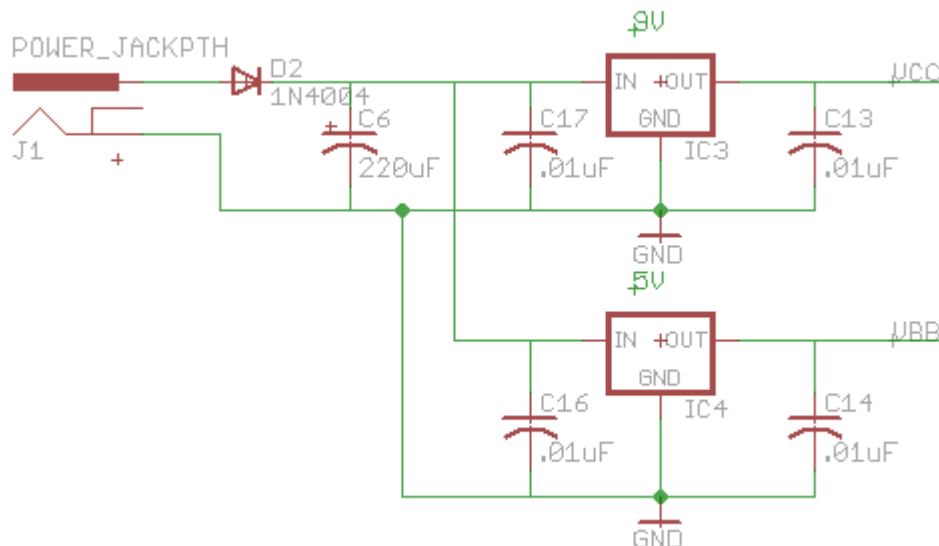 9V
POWER_JACKPTH
D2
1N4004
VCC
IN
OUT
GND
C6
220uF
C17
.01uF
C13
.01uF
J1
IC3
GND
5V
IN
OUT
GND
VBB
C16
.01uF
IC4
C14
.01uF
GND